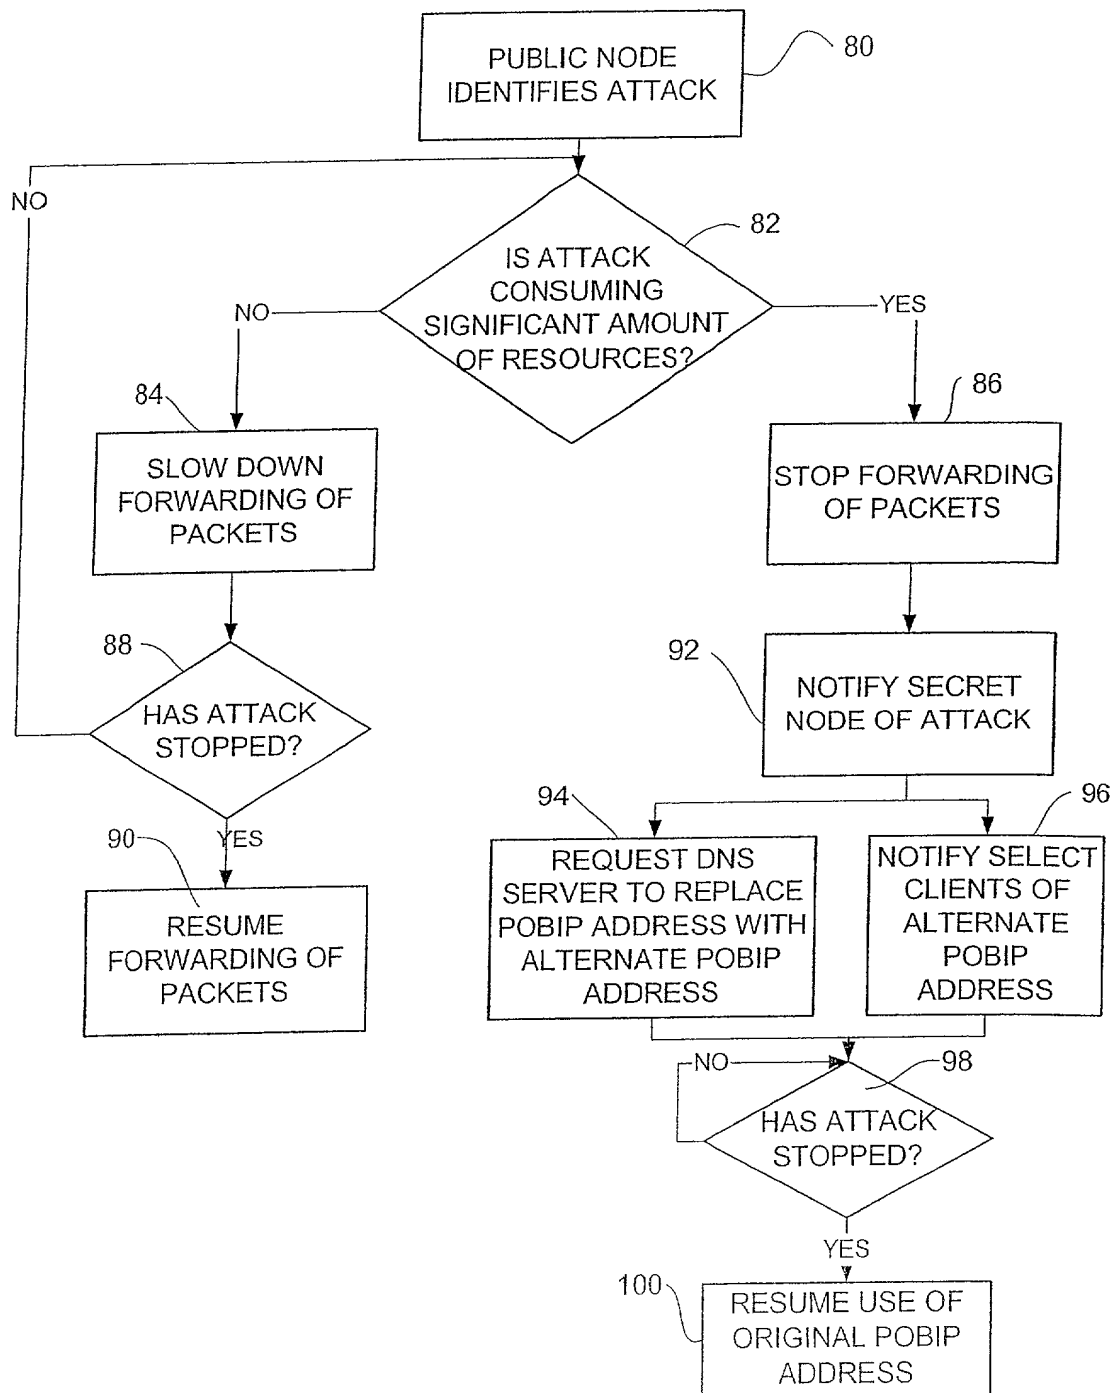 PUBLIC NODE
IDENTIFIES ATTACK
80
NO
IS ATTACK
CONSUMING
SIGNIFICANT AMOUNT
OF RESOURCES?
82
NO
YES
84
SLOW DOWN
FORWARDING OF
PACKETS
86
STOP FORWARDING
OF PACKETS
88
HAS ATTACK
STOPPED?
92
NOTIFY SECRET
NODE OF ATTACK
YES
90
RESUME
FORWARDING OF
PACKETS
94
REQUEST DNS
SERVER TO REPLACE
POBIP ADDRESS WITH
ALTERNATE POBIP
ADDRESS
96
NOTIFY SELECT
CLIENTS OF
ALTERNATE
POBIP
ADDRESS
NO
98
HAS ATTACK
STOPPED?
YES
100
RESUME USE OF
ORIGINAL POBIP
ADDRESS